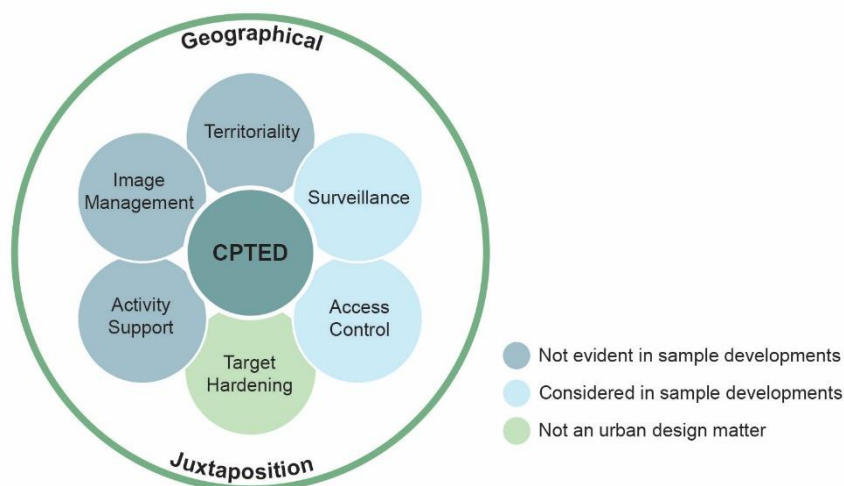 Geographical
Territoriality
Image
Management
Surveillance
CPTED
Activity
Support
Access
Control
Target
Hardening
Juxtaposition
Not evident in sample developments
Considered in sample developments
Not an urban design matter